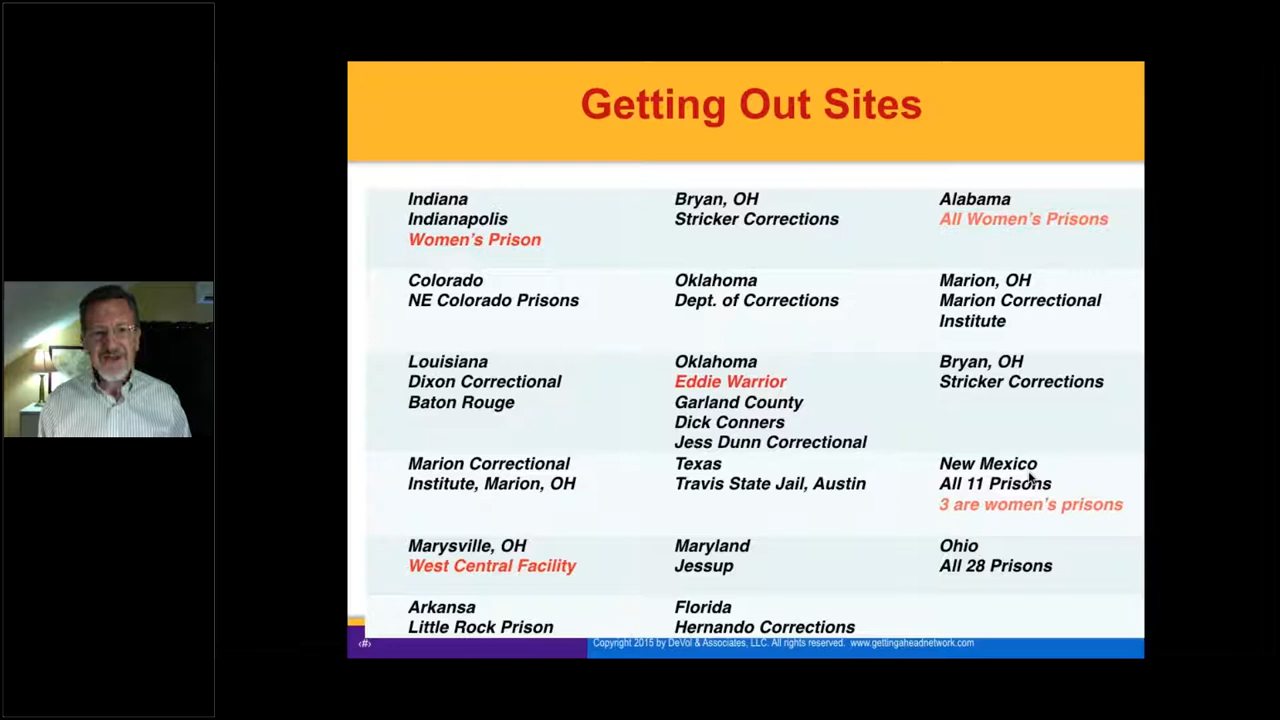 Getting Out Sites
Indiana
Indianapolis
Women's Prison
Bryan, OH
Stricker Corrections
Alabama
All Women's Prisons
Colorado
NE Colorado Prisons
Oklahoma
Dept. of Corrections
Marion, OH
Marion Correctional
Institute
Louisiana
Dixon Correctional
Baton Rouge
Oklahoma
Eddie Warrior
Garland County
Dick Conners
Jess Dunn Correctional
Bryan, OH
Stricker Corrections
Marion Correctional
Institute, Marion, OH
Texas
Travis State Jail, Austin
New Mexico
All 11 Prisons
3 are women's prisons
Marysville, OH
West Central Facility
Maryland
Jessup
Ohio
All 28 Prisons
Arkansa
Little Rock Prison
Florida
Hernando Corrections
‹#›
Copyright 2015 by DeVol & Associates, LLC. All rights reserved. www.gettingaheadnetwork.com